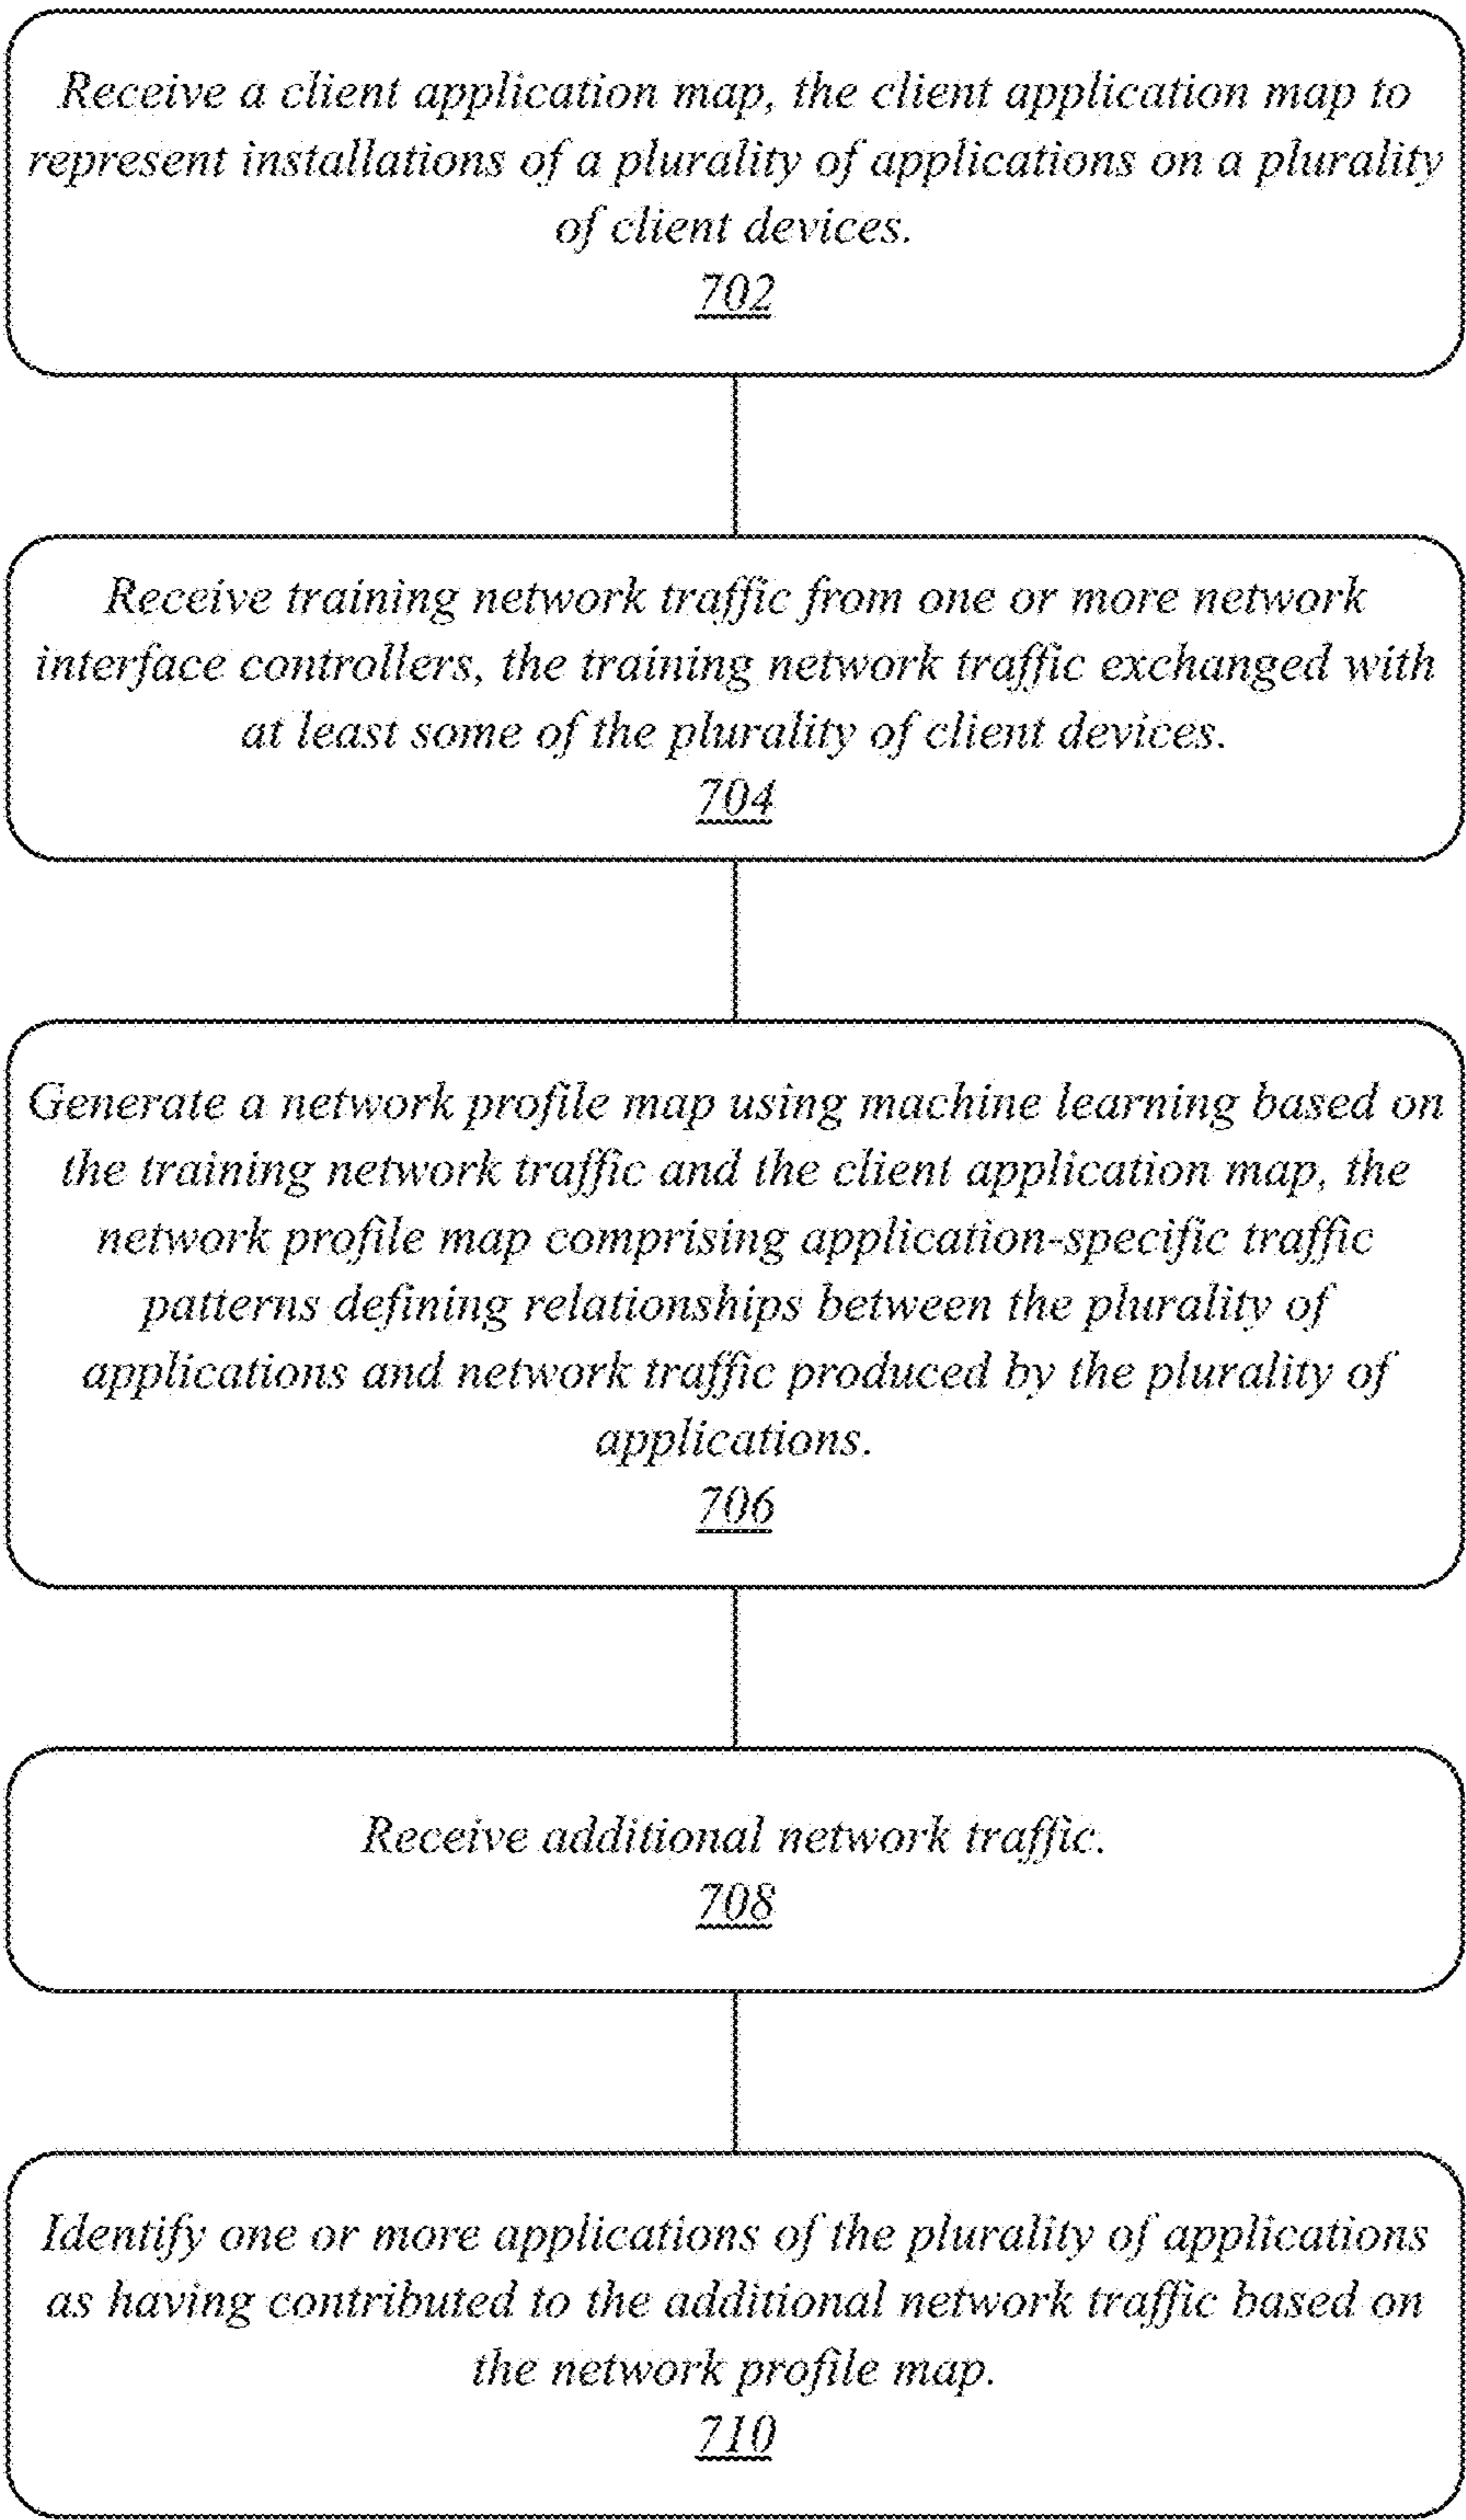 Receive a client application map, the client application map to
represent installations of a plurality of applications on a plurality
of client devices.
702
Receive training network traffic from one or more network
interface controllers, the training network traffic exchanged with
at least some of the plurality of client devices.
704
Generate a network profile map using machine learning based on
the training network traffic and the client application map, the
network profile map comprising application-specific traffic
patterns defining relationships between the plurality of
applications and network traffic produced by the plurality of
applications.
706
Receive additional network traffic.
708
Identify one or more applications of the plurality of applications
as having contributed to the additional network traffic based on
the network profile map.
710